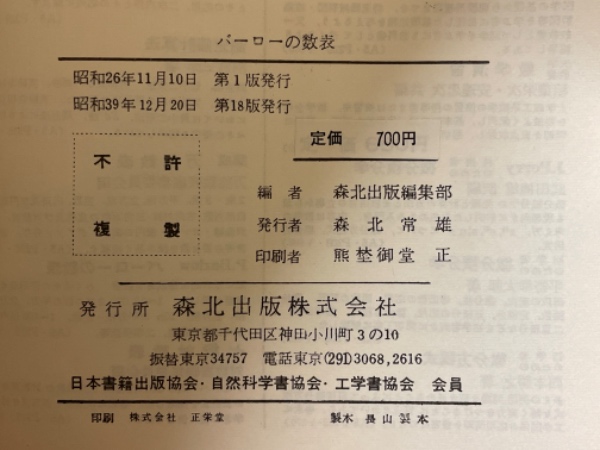 バーローの数表
昭和26年11月10日 第1版発行
昭和39年12月20日 第18版発行
定価 700円
不許
複製
編者 森北出版編集部
発行者 森北常雄
印刷者 熊埜御堂正
発行所 森北出版株式会社
東京都千代田区神田小川町3の10
振替東京34757 電話東京(291)3068,2616
日本書籍出版協会・自然科学書協会・工学書協会 会員
印刷 株式会社 正栄堂
製本 長山製本